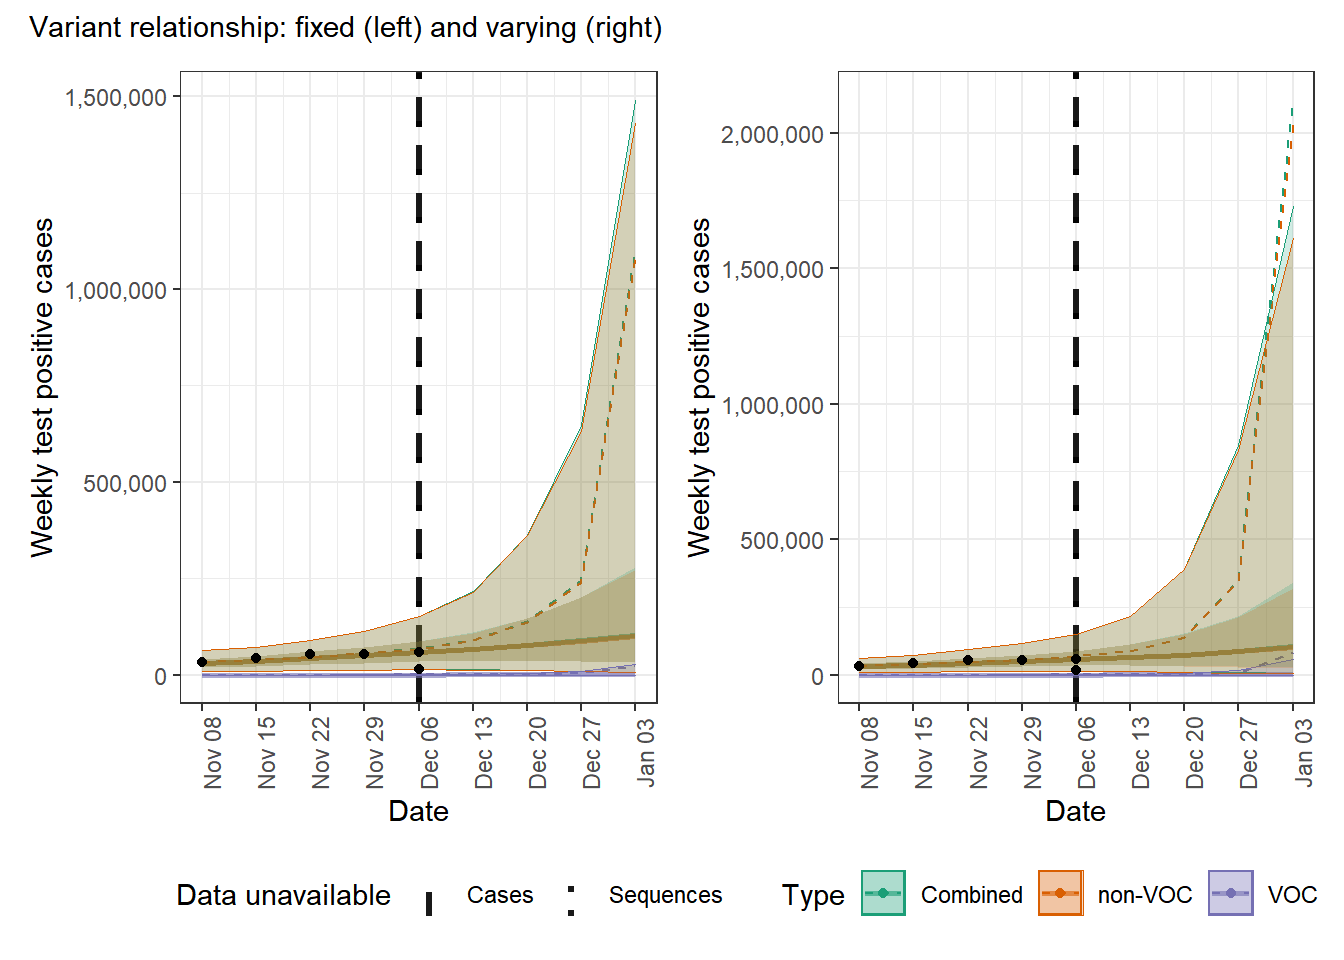 Variant relationship: fixed (left) and varying (right)
Weekly test positive cases
1,500,000
1,000,000
500,000
0
Nov 08
Nov 15
Nov 22
Nov 29
Dec 06
Dec 13
Dec 20
Dec 27
Jan 03
Date
Weekly test positive cases
2,000,000
1,500,000
1,000,000
500,000
0
Nov 08
Nov 15
Nov 22
Nov 29
Dec 06
Dec 13
Dec 20
Dec 27
Jan 03
Date
Data unavailable Cases Sequences Type Combined non-VOC VOC